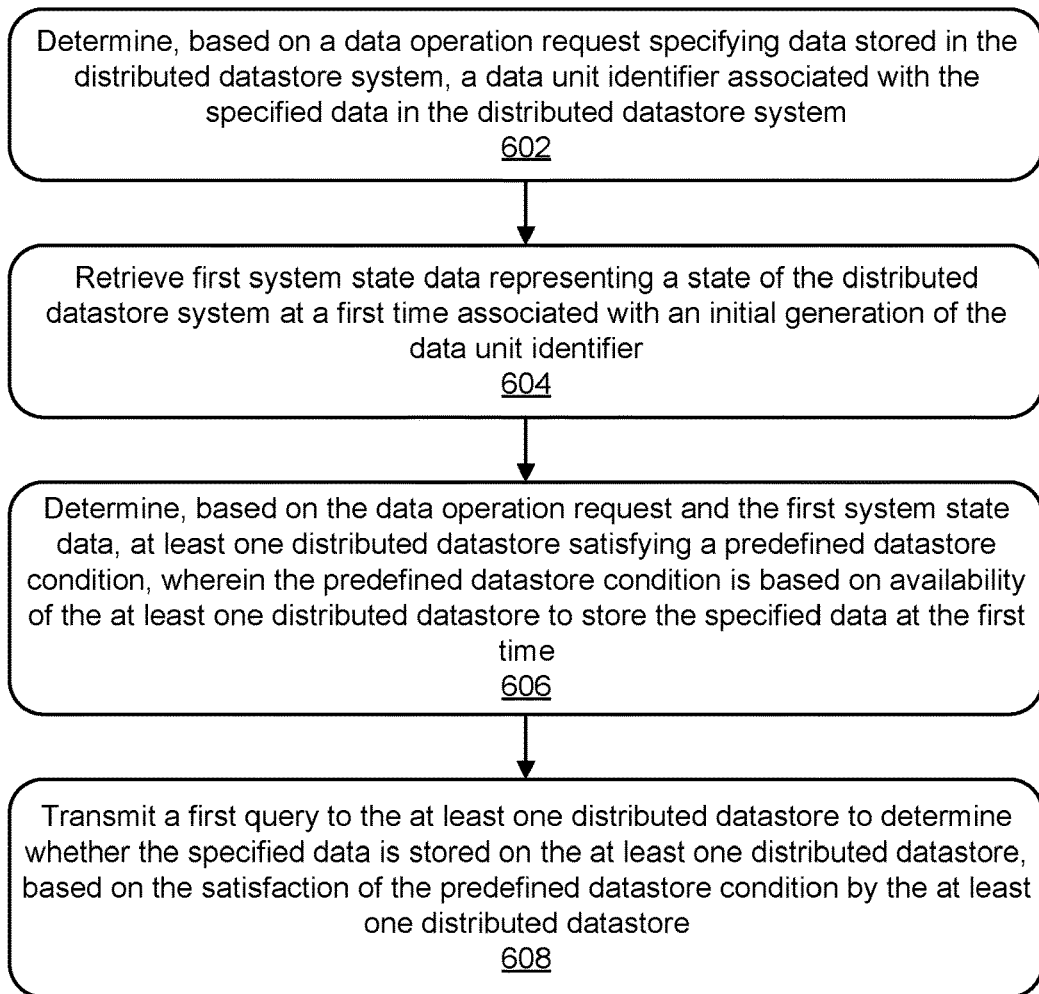 Determine, based on a data operation request specifying data stored in the
distributed datastore system, a data unit identifier associated with the
specified data in the distributed datastore system
602
Retrieve first system state data representing a state of the distributed
datastore system at a first time associated with an initial generation of the
data unit identifier
604
Determine, based on the data operation request and the first system state
data, at least one distributed datastore satisfying a predefined datastore
condition, wherein the predefined datastore condition is based on availability
of the at least one distributed datastore to store the specified data at the first
time
606
Transmit a first query to the at least one distributed datastore to determine
whether the specified data is stored on the at least one distributed datastore,
based on the satisfaction of the predefined datastore condition by the at least
one distributed datastore
608